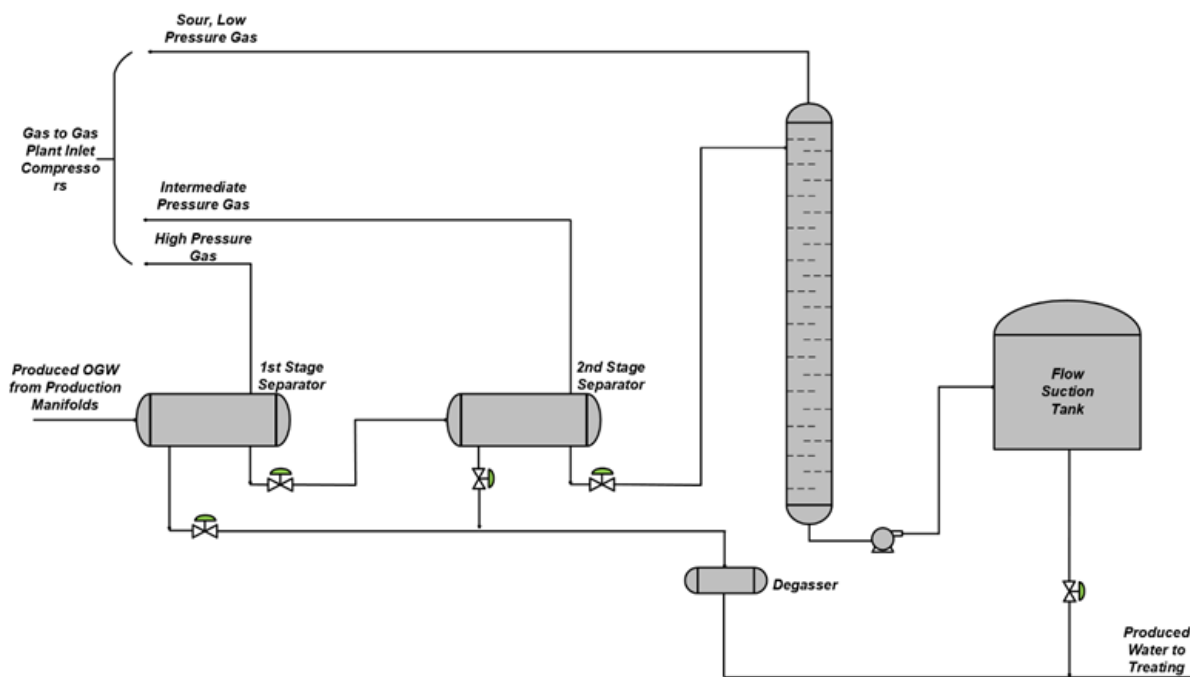 Sour, Low
Pressure Gas
Gas to Gas
Plant Inlet
Compresso
rs
Intermediate
Pressure Gas
High Pressure
Gas
Produced OGW
from Production
Manifolds
1st Stage
Separator
2nd Stage
Separator
Flow
Suction
Tank
Degasser
Produced
Water to
Treating